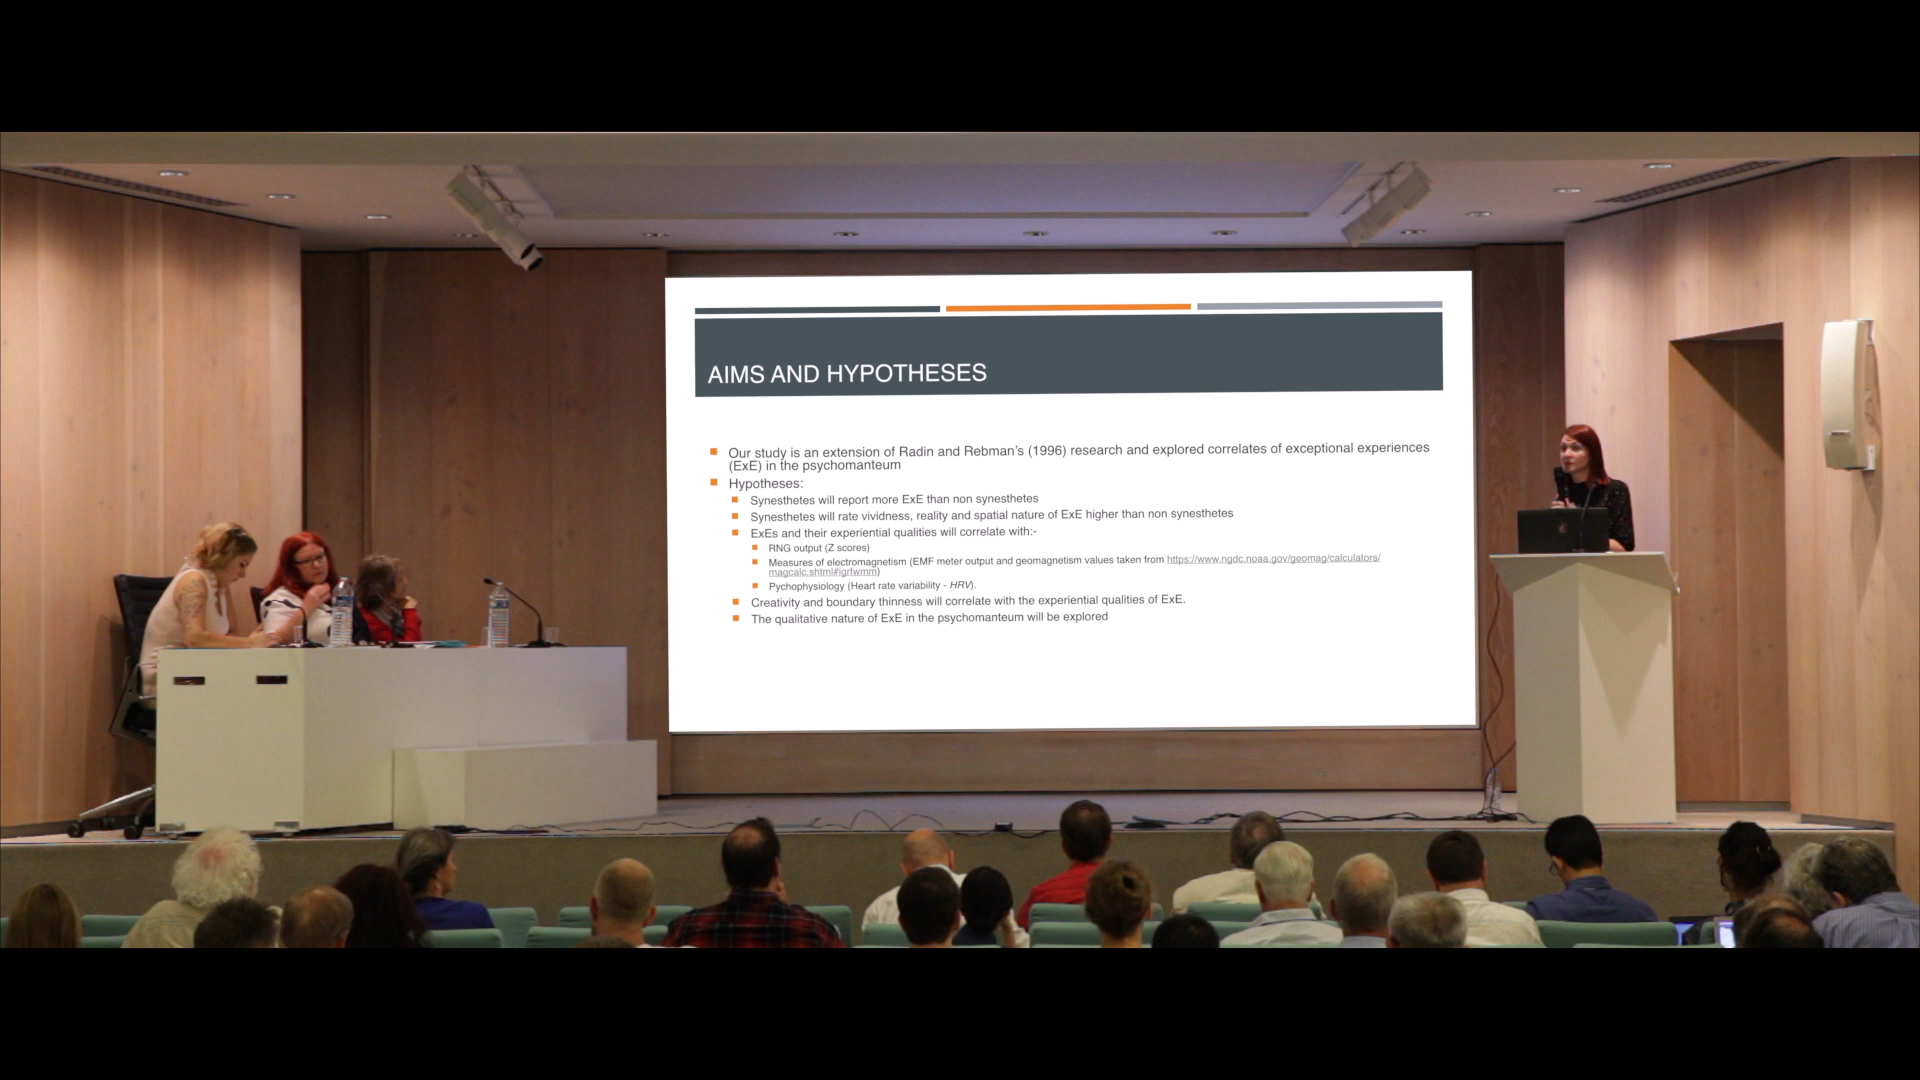 AIMS AND HYPOTHESES
Our study is an extension of Radin and Rebman's (1996) research and explored correlates of exceptional experiences
(ExE) in the psychomanteum
Hypotheses:
Synesthetes will report more ExE than non synesthetes
Synesthetes will rate vividness, reality and spatial nature of ExE higher than non synesthetes
ExEs and their experiential qualities will correlate with:-
RNG output (Z scores)
Measures of electromagnetism (EMF meter output and geomagnetism values taken from https://www.ngdc.noaa.gov/geomag/calculators/
magcalc.shtml#igrfwmm)
Pychophysiology (Heart rate variability - HRV).
Creativity and boundary thinness will correlate with the experiential qualities of ExE.
The qualitative nature of ExE in the psychomanteum will be explored